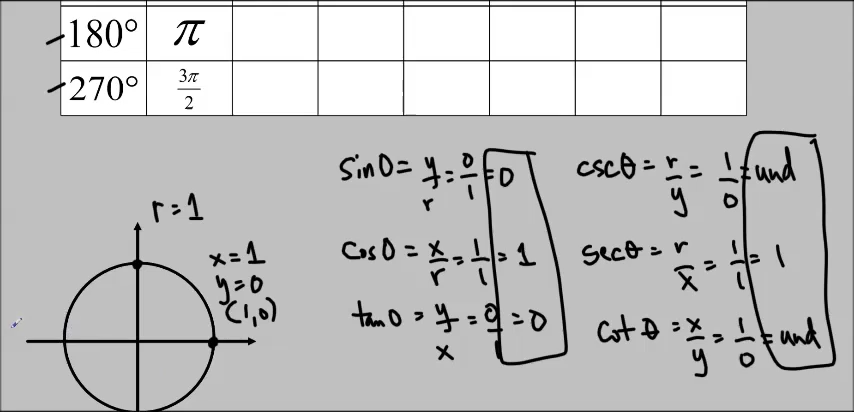 180° π
270° 3π/2
r = 1
x = 1
y = 0
(1,0)
sin θ = y/r = 0/1 = 0
cos θ = x/r = 1/1 = 1
tan θ = y/x = 0/1 = 0
csc θ = r/y = 1/0 = und
sec θ = r/x = 1/1 = 1
cot θ = x/y = 1/0 = und